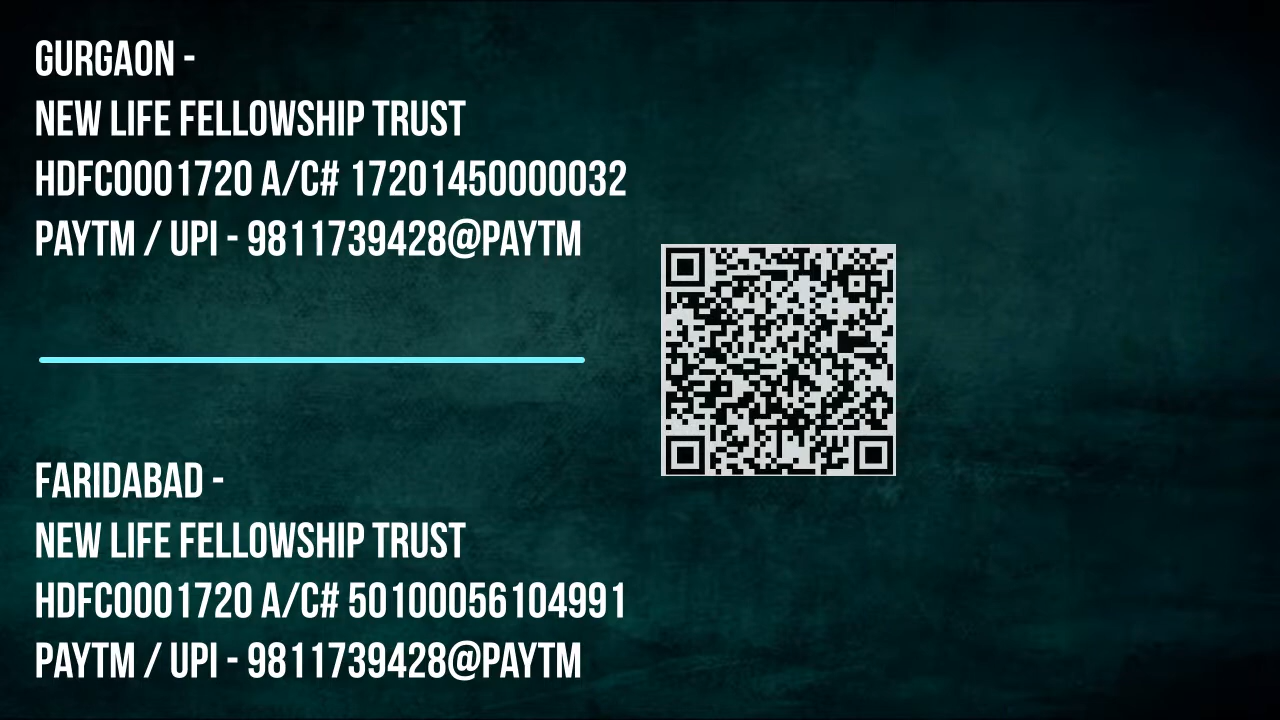 GURGAON -
NEW LIFE FELLOWSHIP TRUST
HDFC0001720 A/C# 17201450000032
PAYTM / UPI - 9811739428@PAYTM
FARIDABAD -
NEW LIFE FELLOWSHIP TRUST
HDFC0001720 A/C# 50100056104991
PAYTM / UPI - 9811739428@PAYTM